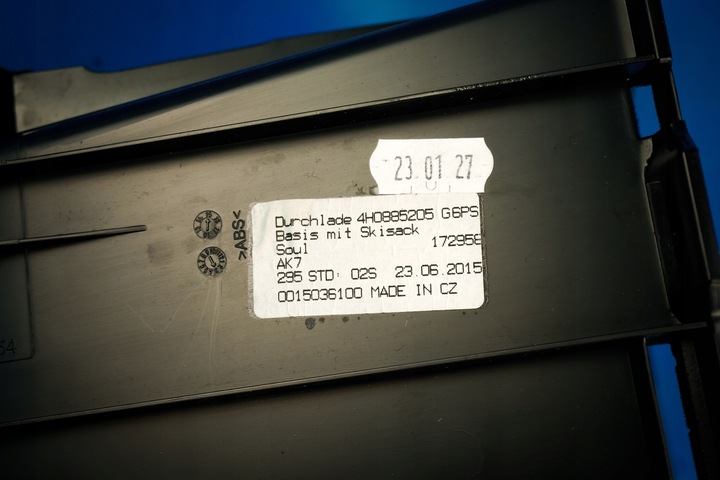 23 01 27
Durchlade 4H0885205 G6PS
Basis mit Skisack
Soul 172958
AK7
295 STD: 02S 23.06.2015
0015036100 MADE IN CZ
>ABS<
54